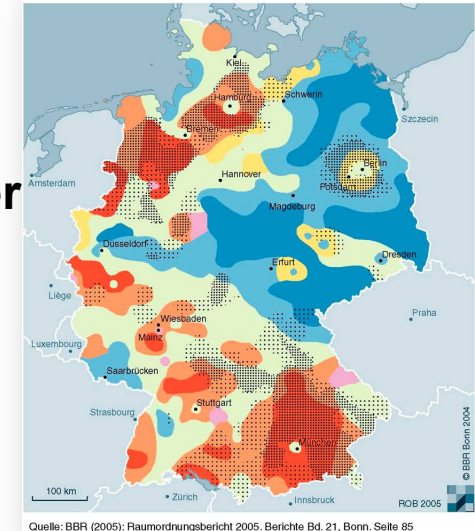 Kiel
Hamburg
Schwerin
Szczecin
Bremen
er
Amsterdam
Hannover
Berlin
Potsdam
Magdeburg
Düsseldorf
Erfurt
Dresden
Liège
Praha
Wiesbaden
Mainz
Luxembourg
Saarbrücken
Stuttgart
Strasbourg
München
© BBR Bonn 2004
100 km
Zürich
Innsbruck
ROB 2005
Quelle: BBR (2005): Raumordnungsbericht 2005. Berichte Bd. 21, Bonn. Seite 85